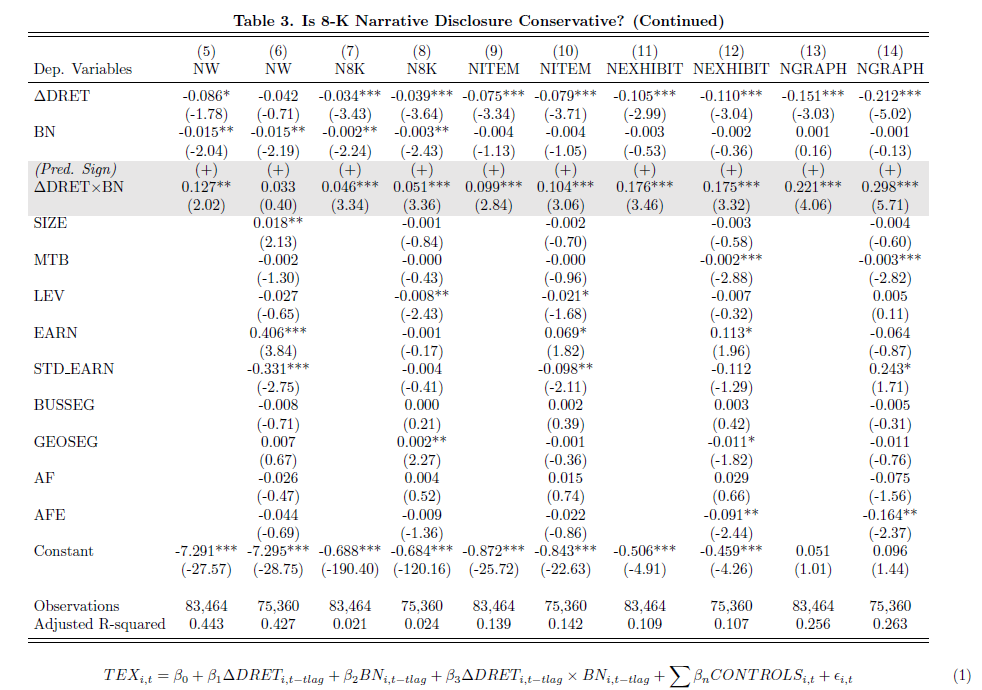 Table 3. Is 8-K Narrative Disclosure Conservative? (Continued)
(5) (6) (7) (8) (9) (10) (11) (12) (13) (14)
Dep. Variables NW NW N8K N8K NITEM NITEM NEXHIBIT NEXHIBIT NGRAPH NGRAPH
ΔDRET -0.086* -0.042 -0.034*** -0.039*** -0.075*** -0.079*** -0.105*** -0.110*** -0.151*** -0.212***
(-1.78) (-0.71) (-3.43) (-3.64) (-3.34) (-3.71) (-2.99) (-3.04) (-3.03) (-5.02)
BN -0.015** -0.015** -0.002** -0.003** -0.004 -0.004 -0.003 -0.002 0.001 -0.001
(-2.04) (-2.19) (-2.24) (-2.43) (-1.13) (-1.05) (-0.53) (-0.36) (0.16) (-0.13)
(Pred. Sign) (+) (+) (+) (+) (+) (+) (+) (+) (+) (+)
ΔDRET×BN 0.127** 0.033 0.046*** 0.051*** 0.099*** 0.104*** 0.176*** 0.175*** 0.221*** 0.298***
(2.02) (0.40) (3.34) (3.36) (2.84) (3.06) (3.46) (3.32) (4.06) (5.71)
SIZE 0.018** -0.001 -0.002 -0.003 -0.004
(2.13) (-0.84) (-0.70) (-0.58) (-0.60)
MTB -0.002 -0.000 -0.000 -0.002*** -0.003***
(-1.30) (-0.43) (-0.96) (-2.88) (-2.82)
LEV -0.027 -0.008** -0.021* -0.007 0.005
(-0.65) (-2.43) (-1.68) (-0.32) (0.11)
EARN 0.406*** -0.001 0.069* 0.113* -0.064
(3.84) (-0.17) (1.82) (1.96) (-0.87)
STD_EARN -0.331*** -0.004 -0.098** -0.112 0.243*
(-2.75) (-0.41) (-2.11) (-1.29) (1.71)
BUSSEG -0.008 0.000 0.002 0.003 -0.005
(-0.71) (0.21) (0.39) (0.42) (-0.31)
GEOSEG 0.007 0.002** -0.001 -0.011* -0.011
(0.67) (2.27) (-0.36) (-1.82) (-0.76)
AF -0.026 0.004 0.015 0.029 -0.075
(-0.47) (0.52) (0.74) (0.66) (-1.56)
AFE -0.044 -0.009 -0.022 -0.091** -0.164**
(-0.69) (-1.36) (-0.86) (-2.44) (-2.37)
Constant -7.291*** -7.295*** -0.688*** -0.684*** -0.872*** -0.843*** -0.506*** -0.459*** 0.051 0.096
(-27.57) (-28.75) (-190.40) (-120.16) (-25.72) (-22.63) (-4.91) (-4.26) (1.01) (1.44)
Observations 83,464 75,360 83,464 75,360 83,464 75,360 83,464 75,360 83,464 75,360
Adjusted R-squared 0.443 0.427 0.021 0.024 0.139 0.142 0.109 0.107 0.256 0.263
TEX_{i,t} = β_0 + β_1ΔDRET_{i,t−tlag} + β_2BN_{i,t−tlag} + β_3ΔDRET_{i,t−tlag} × BN_{i,t−tlag} + ∑ β_nCONTROLS_{i,t} + ϵ_{i,t} (1)